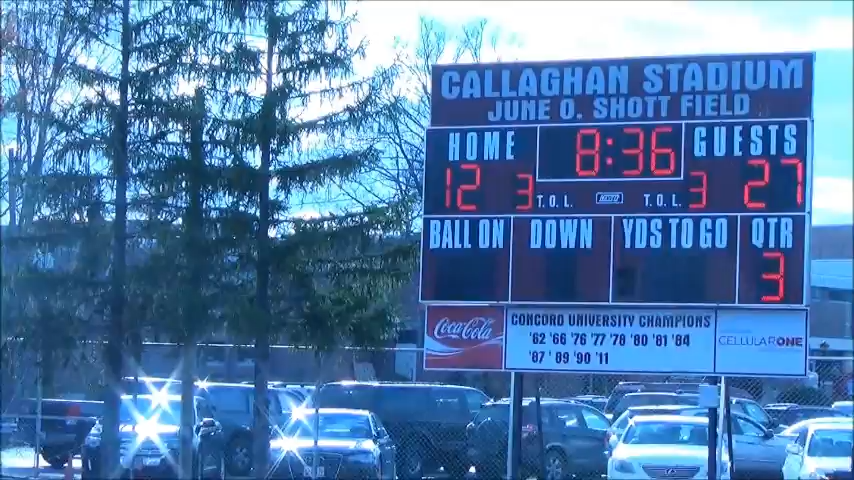 CALLAGHAN STADIUM
JUNE O. SHOTT FIELD
HOME 8:36 GUESTS
12 3 T.O.L. T.O.L. 3 27
BALL ON DOWN YDS TO GO QTR
3
Coca-Cola
CONCORD UNIVERSITY CHAMPIONS
'62 '66 '76 '77 '78 '80 '81 '84
'87 '89 '90 '11
CELLULARONE